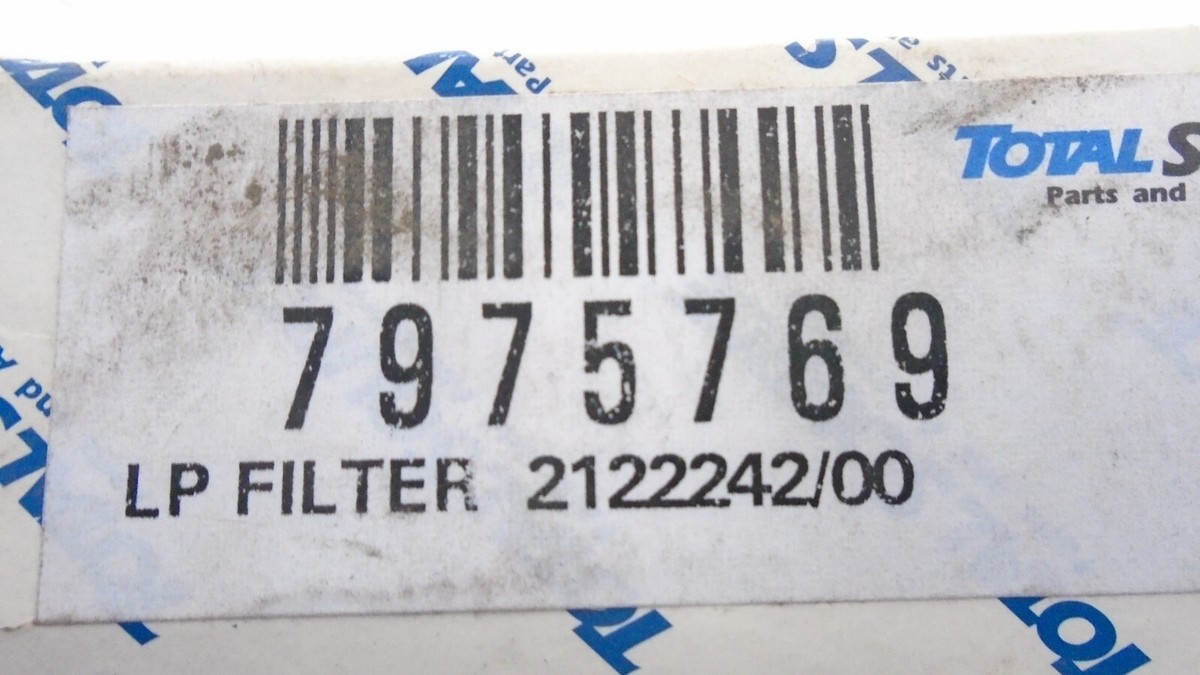 TOTAL S
Parts and
7975769
LP FILTER 2122242/00